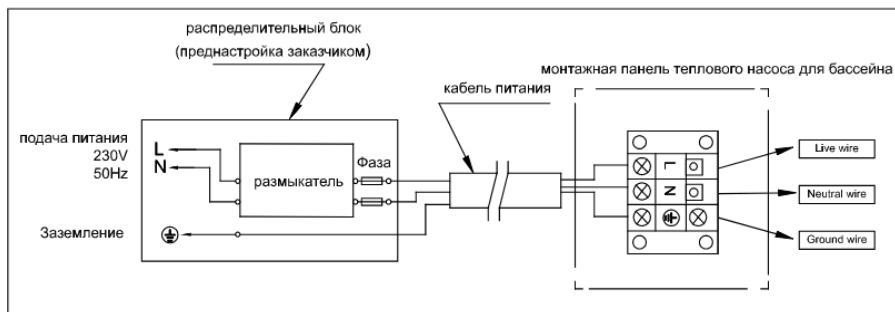 распределительный блок
(преднастройка заказчиком)
монтажная панель теплового насоса для бассейна
кабель питания
подача питания
230V
50Hz
L
N
размыкатель
Фаза
Заземление
L
N
Live wire
Neutral wire
Ground wire